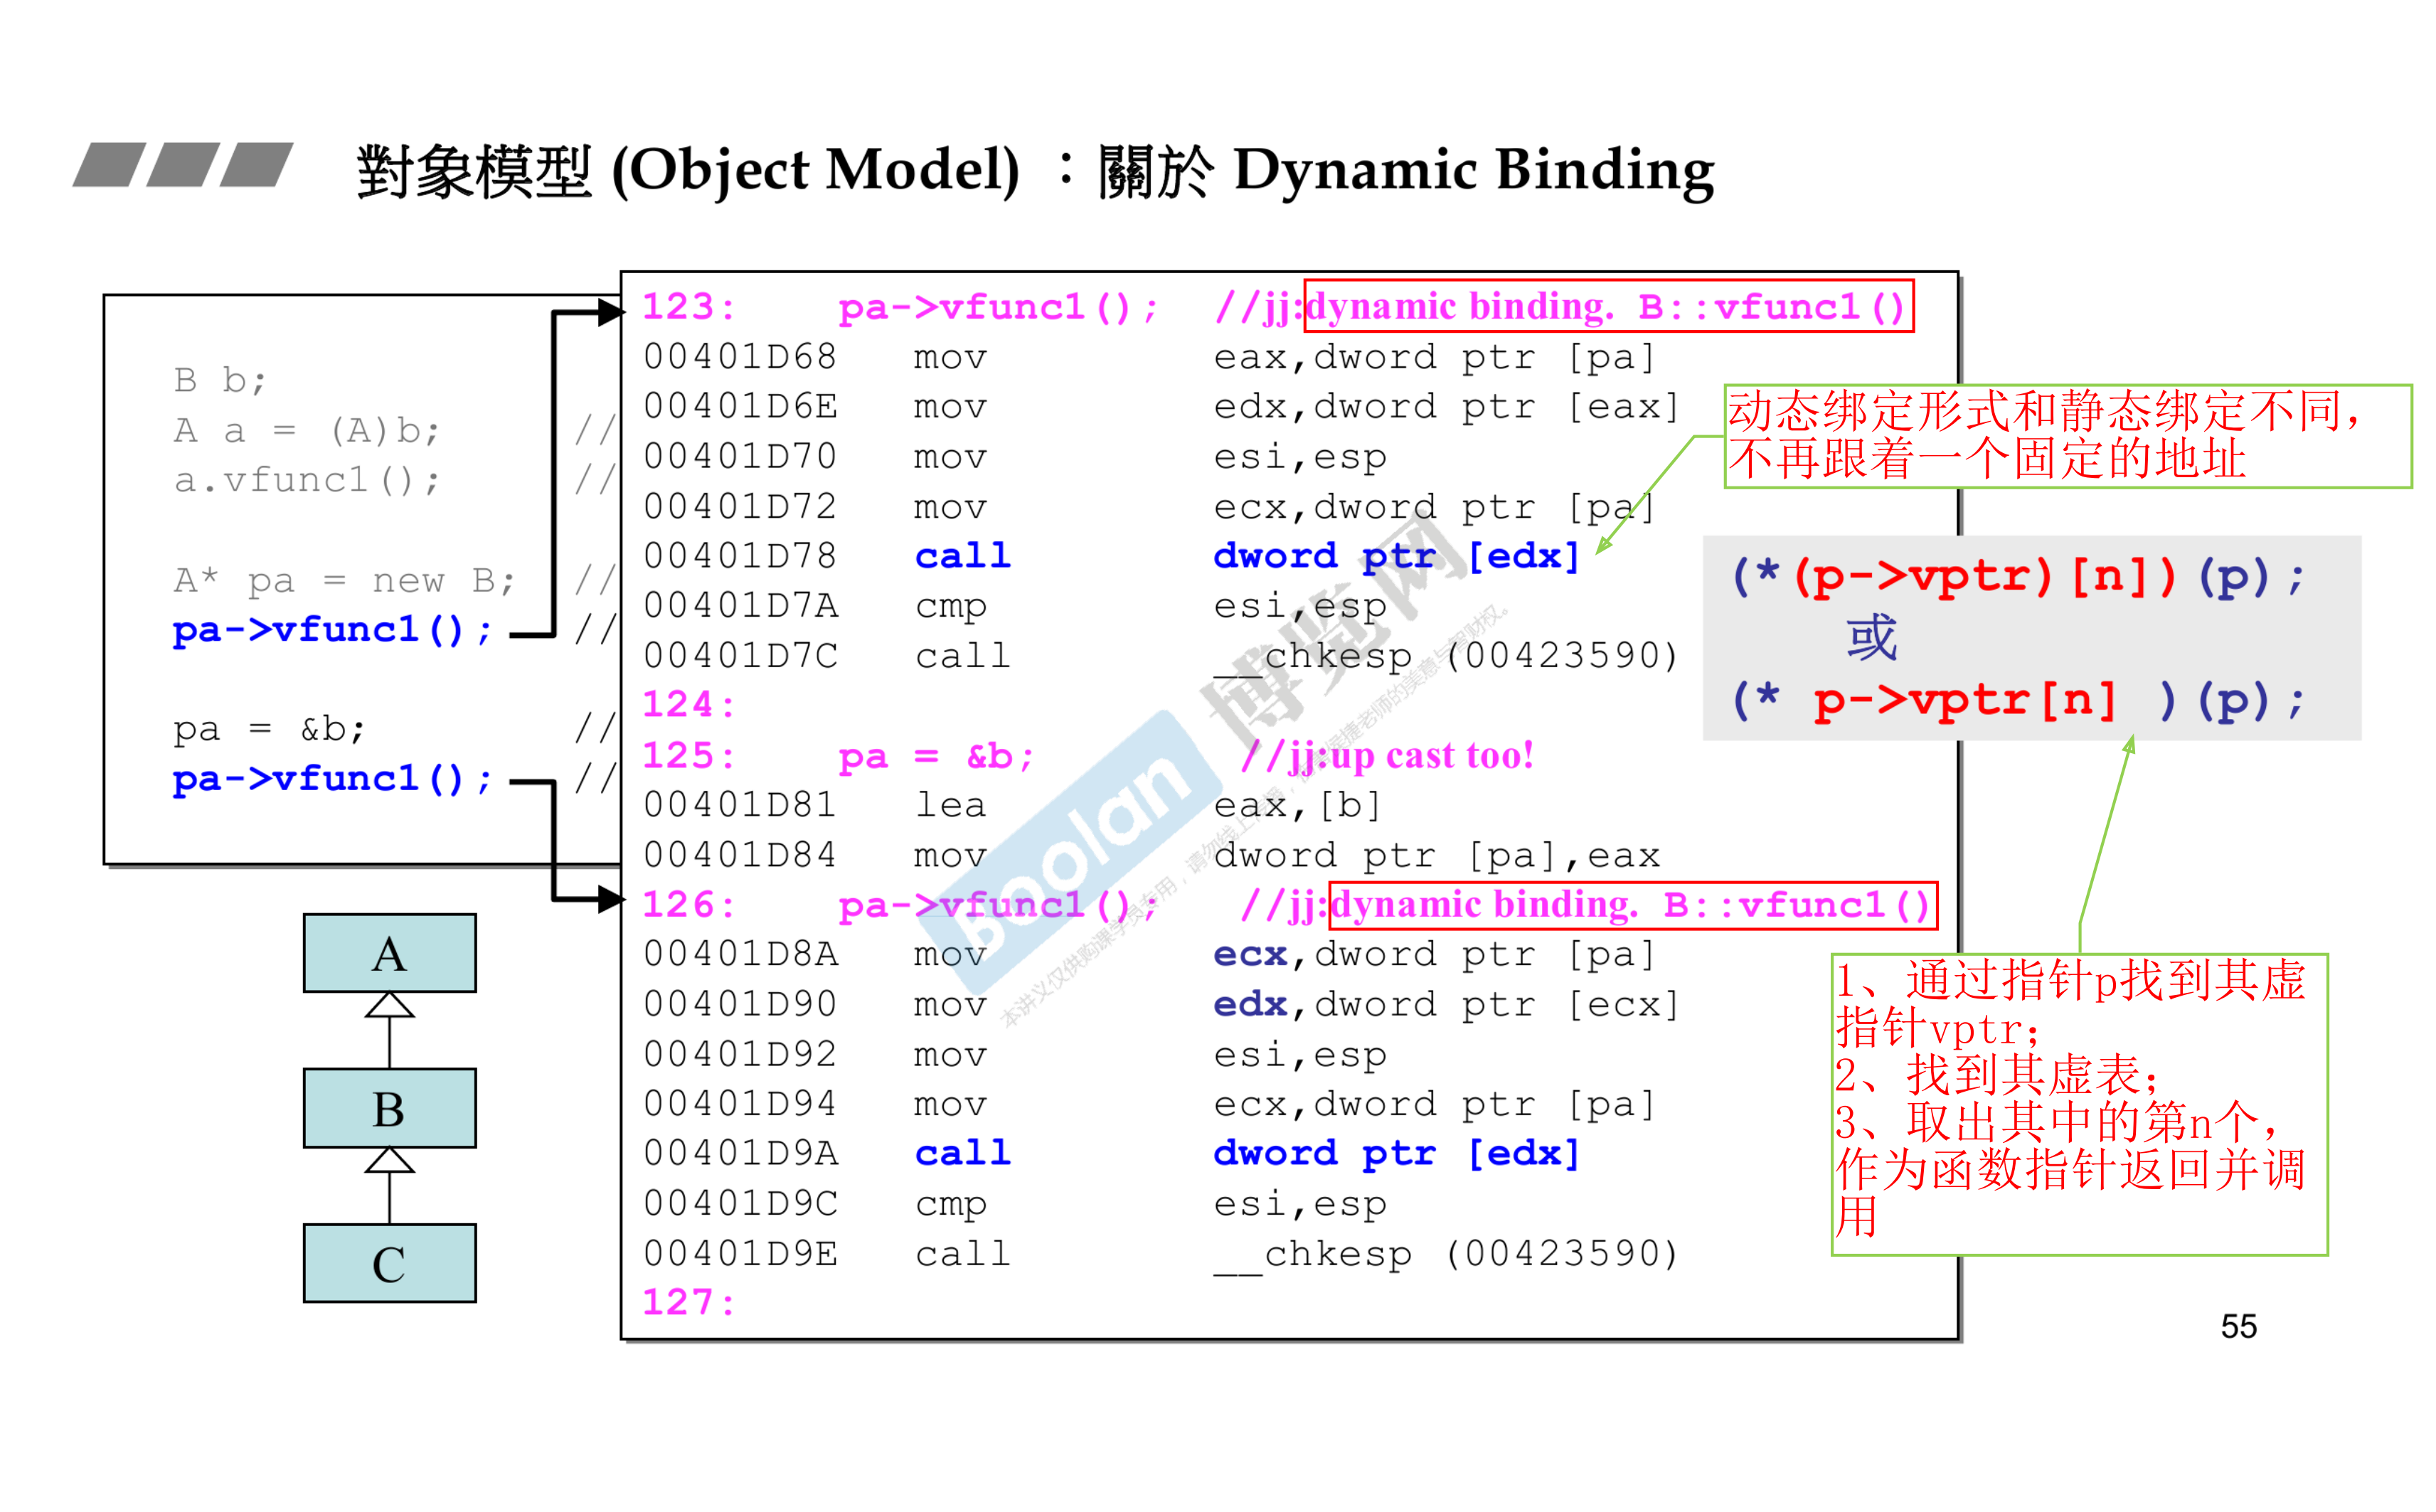 對象模型 (Object Model) ：關於 Dynamic Binding
B b;
A a = (A)b; //
a.vfunc1(); //
A* pa = new B; //
pa->vfunc1(); //
pa = &b; //
pa->vfunc1(); //
A
B
C
123: pa->vfunc1(); //jj:dynamic binding. B::vfunc1()
00401D68 mov eax,dword ptr [pa]
00401D6E mov edx,dword ptr [eax]
00401D70 mov esi,esp
00401D72 mov ecx,dword ptr [pa]
00401D78 call dword ptr [edx]
00401D7A cmp esi,esp
00401D7C call __chkesp (00423590)
124:
125: pa = &b; //jj:up cast too!
00401D81 lea eax,[b]
00401D84 mov dword ptr [pa],eax
126: pa->vfunc1(); //jj:dynamic binding. B::vfunc1()
00401D8A mov ecx,dword ptr [pa]
00401D90 mov edx,dword ptr [ecx]
00401D92 mov esi,esp
00401D94 mov ecx,dword ptr [pa]
00401D9A call dword ptr [edx]
00401D9C cmp esi,esp
00401D9E call __chkesp (00423590)
127:
动态绑定形式和静态绑定不同，
不再跟着一个固定的地址
(*(p->vptr)[n])(p);
或
(* p->vptr[n] )(p);
1、通过指针p找到其虚
指针vptr；
2、找到其虚表；
3、取出其中的第n个，
作为函数指针返回并调
用
Boolan 博览网
55